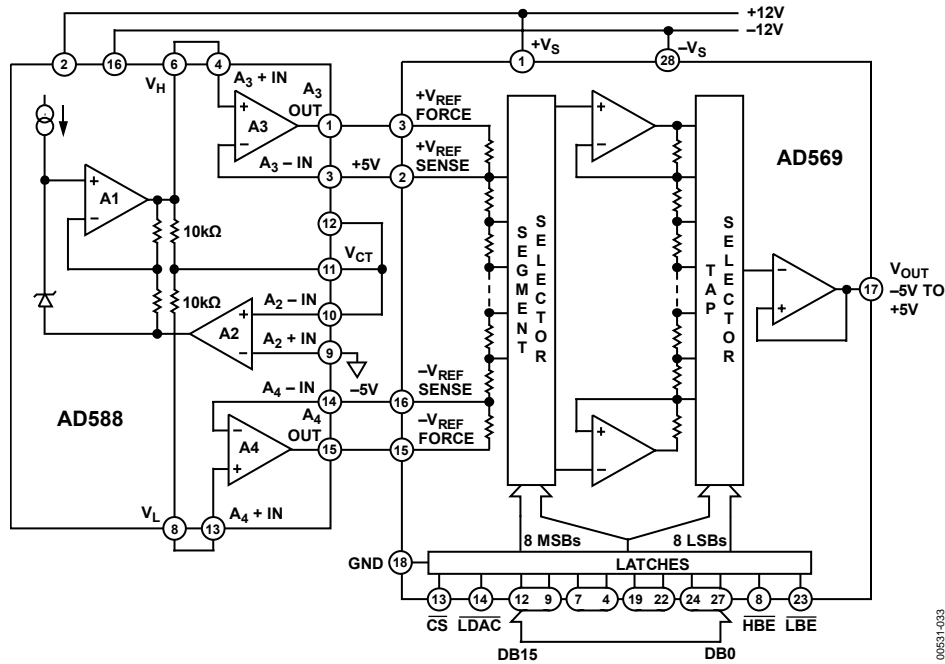 +12V
–12V
+VS
–VS
2
16
6
4
1
28
VH
A3 + IN
A3
OUT
+
–
A3
1
+VREF
FORCE
3
A3 – IN
+5V
3
+VREF
SENSE
2
AD569
+
–
A1
10kΩ
10kΩ
12
VCT
11
A2 – IN
10
A2 + IN
9
+
–
A2
SEGMENT
SELECTOR
+
–
+
–
TAP
SELECTOR
–
+
VOUT
–5V TO
+5V
17
A4 – IN
–5V
14
–VREF
SENSE
16
A4
OUT
15
–VREF
FORCE
15
–
+
A4
AD588
VL
8
13
A4 + IN
8 MSBs
8 LSBs
GND
18
LATCHES
13
14
12
9
7
4
19
22
24
27
8
23
CS
LDAC
HBE
LBE
DB15
DB0
00531-033